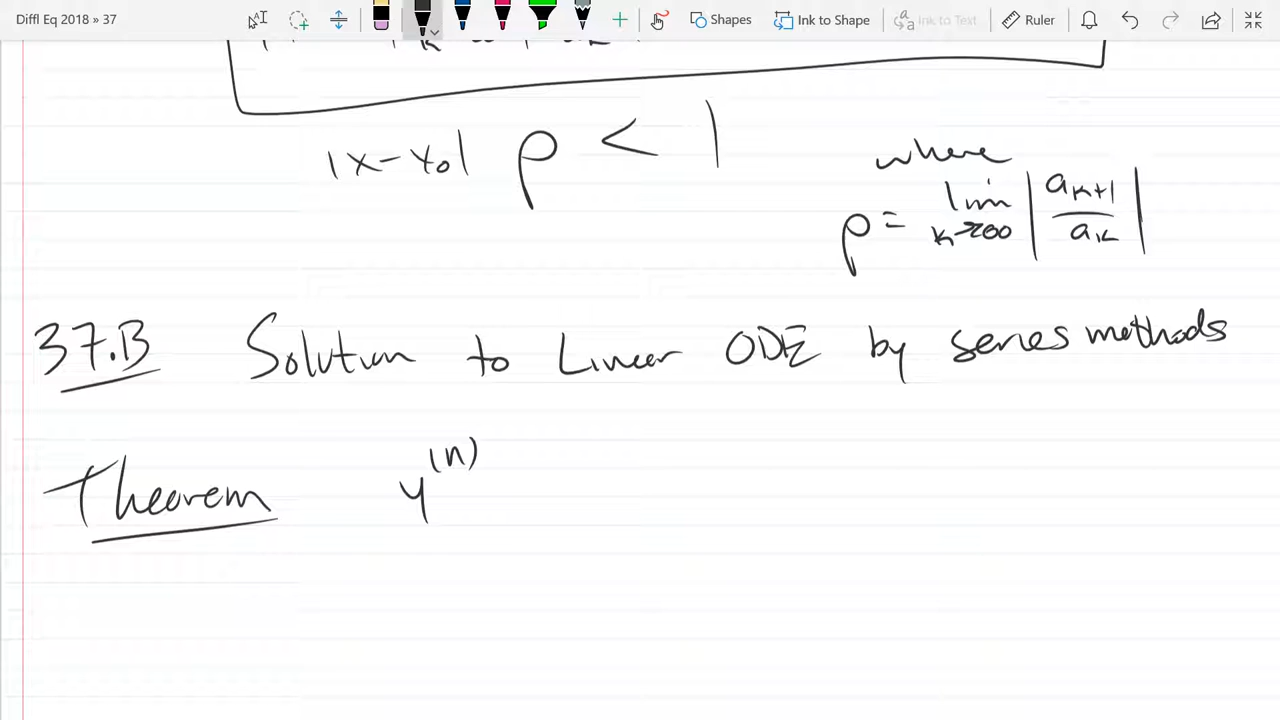 Diffl Eq 2018 » 37
Shapes
Ink to Shape
Ink to Text
Ruler
|x-x₀| ρ < 1
where
ρ = lim k→∞ | aₖ₊₁ / aₖ |
37.B Solution to Linear ODE by series methods
Theorem y⁽ⁿ⁾